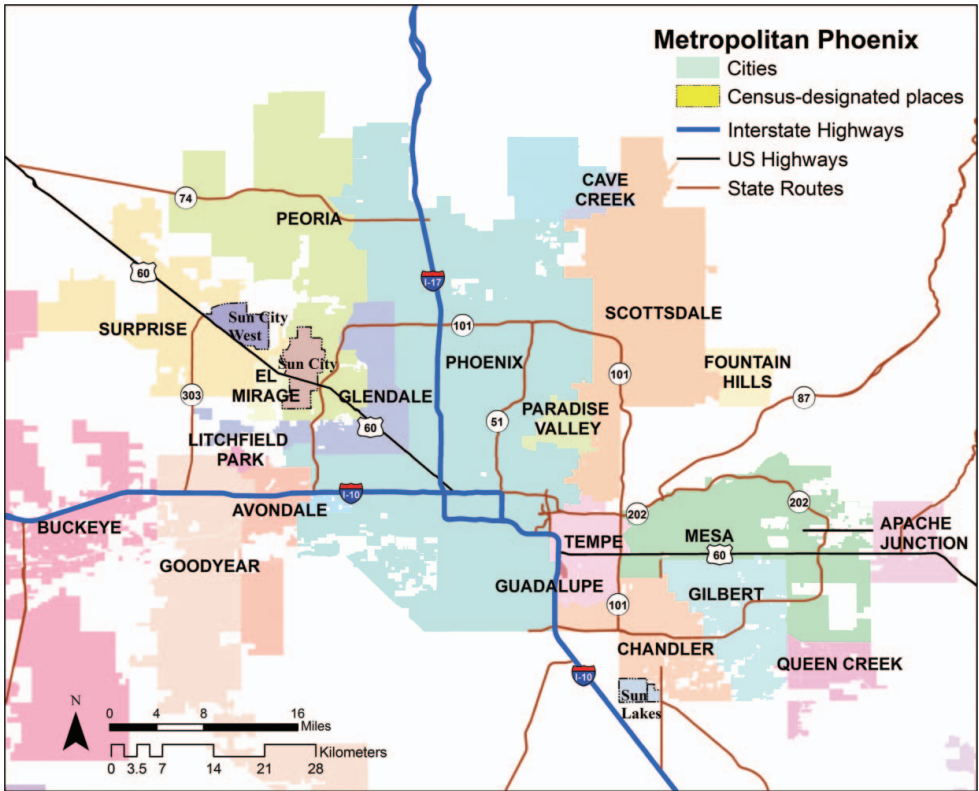 Metropolitan Phoenix
Cities
Census-designated places
Interstate Highways
US Highways
State Routes
CAVE
CREEK
74
PEORIA
60
I-17
SURPRISE
Sun City
West
101
SCOTTSDALE
PHOENIX
Sun City
FOUNTAIN
HILLS
EL
MIRAGE
GLENDALE
101
303
87
PARADISE
VALLEY
51
60
LITCHFIELD
PARK
I-10
AVONDALE
BUCKEYE
202
202
TEMPE
MESA
60
APACHE
JUNCTION
GOODYEAR
GUADALUPE
GILBERT
101
CHANDLER
QUEEN CREEK
I-10
Sun
Lakes
N
0 4 8 16
Miles
Kilometers
0 3.5 7 14 21 28